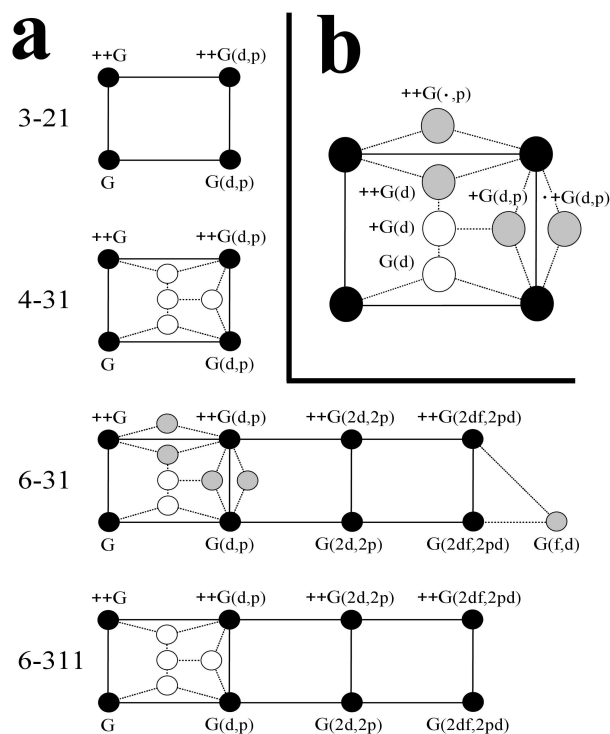 a
++G ++G(d,p)
3-21
G G(d,p)
++G ++G(d,p)
4-31
G G(d,p)
++G ++G(d,p) ++G(2d,2p) ++G(2df,2pd)
6-31
G G(d,p) G(2d,2p) G(2df,2pd) G(f,d)
++G ++G(d,p) ++G(2d,2p) ++G(2df,2pd)
6-311
G G(d,p) G(2d,2p) G(2df,2pd)
b
++G(·,p)
++G(d) +G(d,p) ·+G(d,p)
+G(d)
G(d)